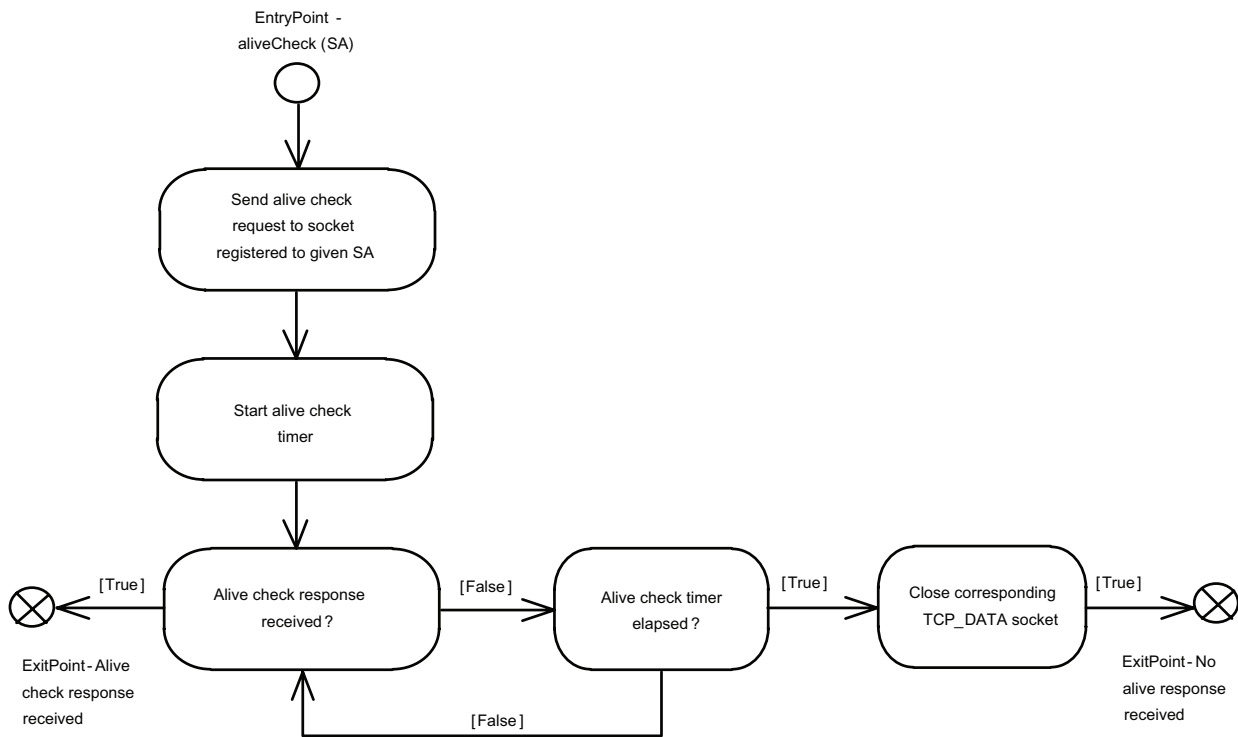 EntryPoint -
aliveCheck (SA)
Send alive check
request to socket
registered to given SA
Start alive check
timer
[True]
Alive check response
received?
[False]
Alive check timer
elapsed?
[True]
Close corresponding
TCP_DATA socket
[True]
ExitPoint-Alive
check response
received
[False]
ExitPoint-No
alive response
received